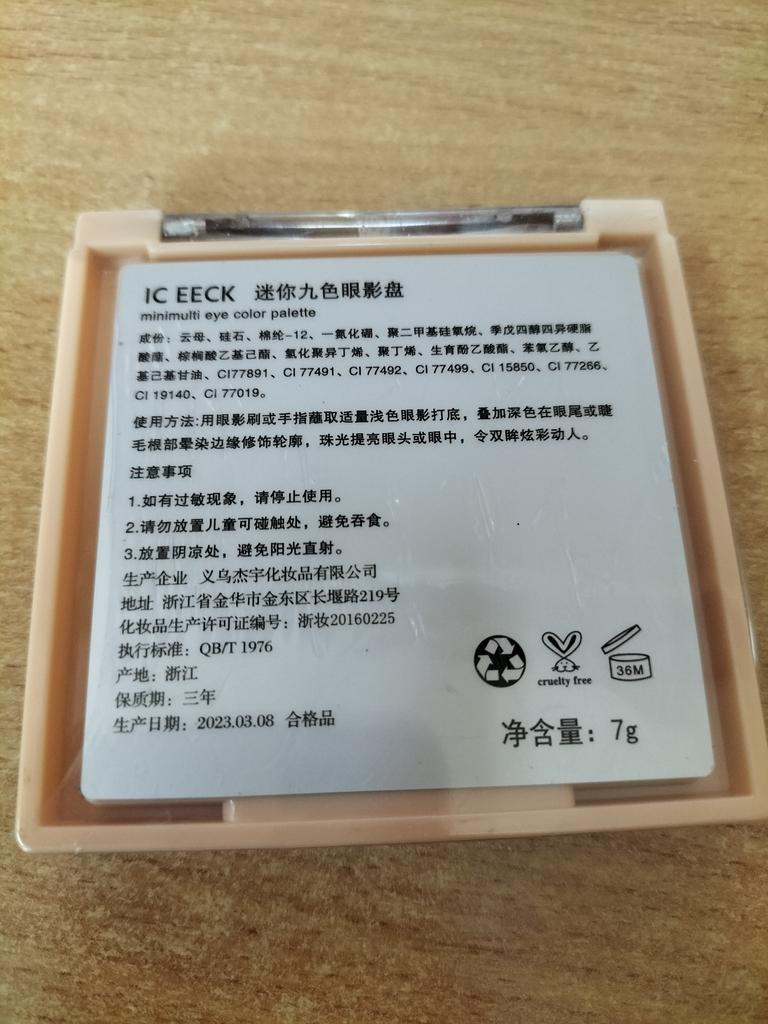 IC EECK 迷你九色眼影盘
minimulti eye color palette
成份：云母、硅石、棉纶-12、一氮化硼、聚二甲基硅氧烷、季戊四醇四异硬脂
酸酯、棕榈酸乙基己酯、氢化聚异丁烯、聚丁烯、生育酚乙酸酯、苯氧乙醇、乙
基己基甘油、CI77891、CI 77491、CI 77492、CI 77499、CI 15850、CI 77266、
CI 19140、CI 77019。
使用方法:用眼影刷或手指蘸取适量浅色眼影打底，叠加深色在眼尾或睫
毛根部晕染边缘修饰轮廓，珠光提亮眼头或眼中，令双眸炫彩动人。
注意事项
1.如有过敏现象，请停止使用。
2.请勿放置儿童可碰触处，避免吞食。
3.放置阴凉处，避免阳光直射。
生产企业 义乌杰宇化妆品有限公司
地址 浙江省金华市金东区长堰路219号
化妆品生产许可证编号：浙妆20160225
执行标准：QB/T 1976
产地：浙江
保质期：三年
生产日期：2023.03.08 合格品
cruelty free
36M
净含量：7g